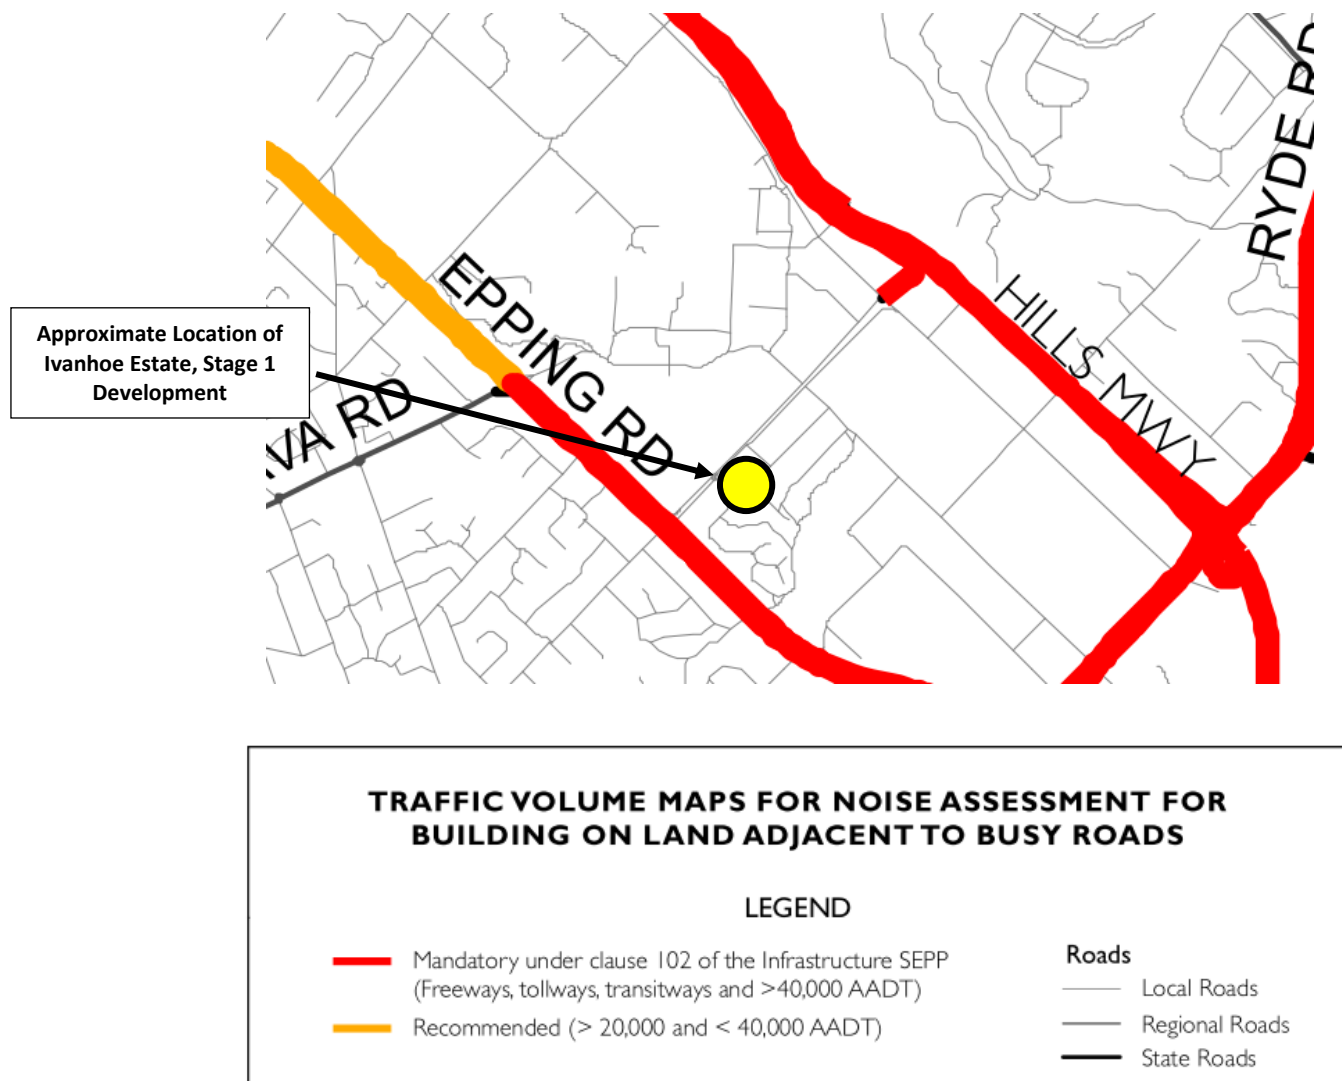 RYDE RD
EPPING RD
HILLS MWY
Approximate Location of
Ivanhoe Estate, Stage 1
Development
VA RD
TRAFFIC VOLUME MAPS FOR NOISE ASSESSMENT FOR
BUILDING ON LAND ADJACENT TO BUSY ROADS
LEGEND
Mandatory under clause 102 of the Infrastructure SEPP
(Freeways, tollways, transitways and >40,000 AADT)
Recommended (> 20,000 and < 40,000 AADT)
Roads
Local Roads
Regional Roads
State Roads